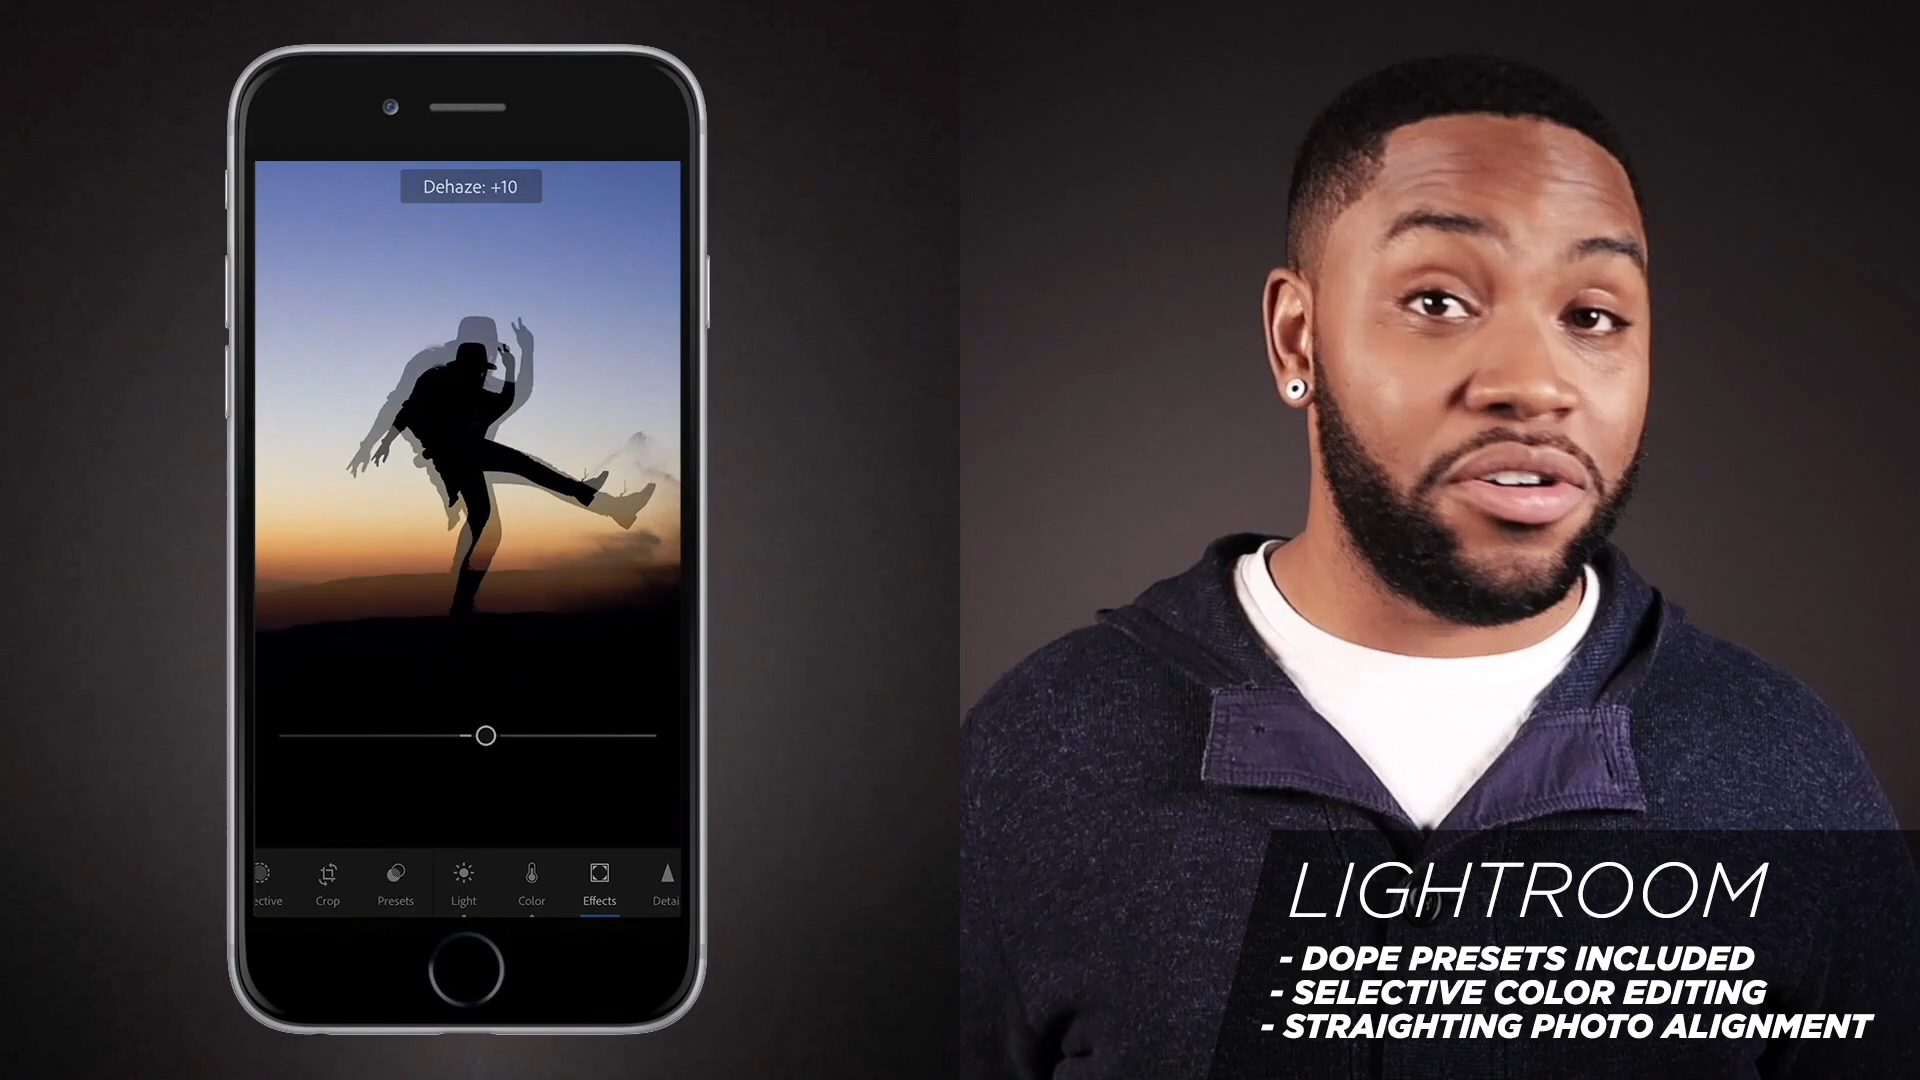 Dehaze: +10
ective Crop Presets Light Color Effects Detai
LIGHTROOM
- DOPE PRESETS INCLUDED
- SELECTIVE COLOR EDITING
- STRAIGHTING PHOTO ALIGNMENT